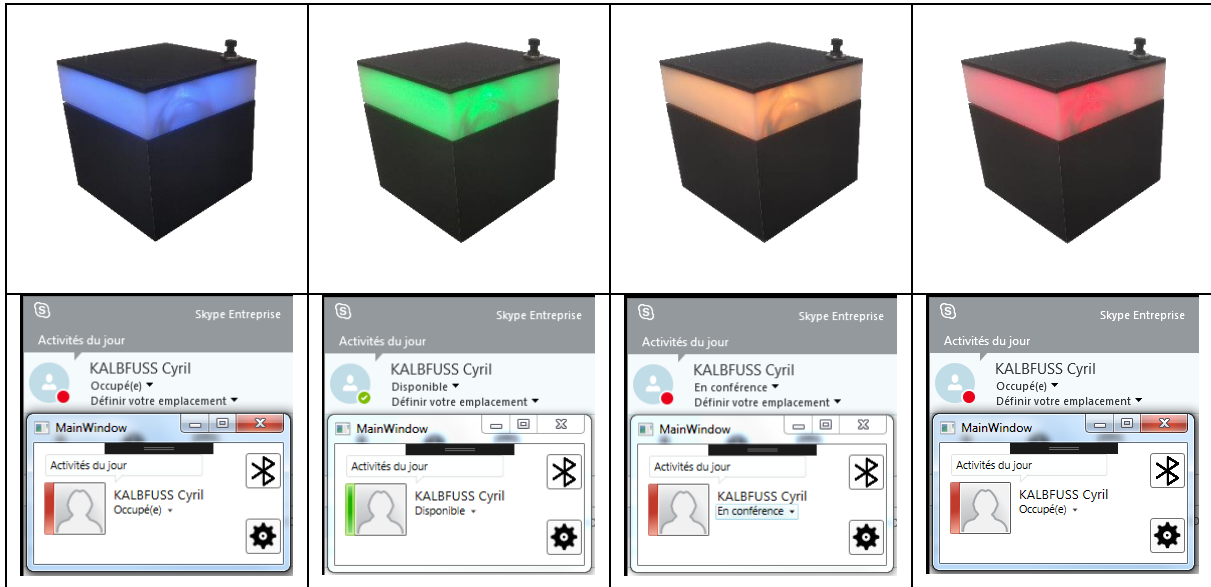 Skype Entreprise
Activités du jour
KALBFUSS Cyril
Occupé(e)
Définir votre emplacement
MainWindow
Activités du jour
KALBFUSS Cyril
Occupé(e)
Skype Entreprise
Activités du jour
KALBFUSS Cyril
Disponible
Définir votre emplacement
MainWindow
Activités du jour
KALBFUSS Cyril
Disponible
Skype Entreprise
Activités du jour
KALBFUSS Cyril
En conférence
Définir votre emplacement
MainWindow
Activités du jour
KALBFUSS Cyril
En conférence
Skype Entreprise
Activités du jour
KALBFUSS Cyril
Occupé(e)
Définir votre emplacement
MainWindow
Activités du jour
KALBFUSS Cyril
Occupé(e)